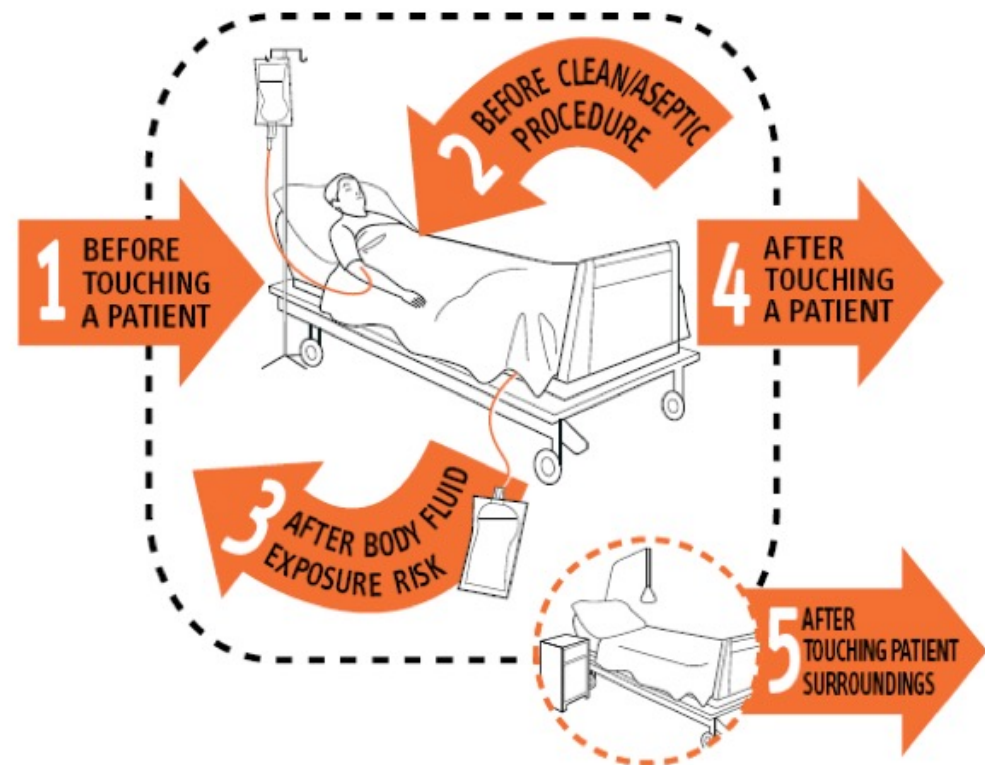 1
BEFORE
TOUCHING
A PATIENT
2
BEFORE CLEAN/ASEPTIC
PROCEDURE
3
AFTER BODY FLUID
EXPOSURE RISK
4
AFTER
TOUCHING
A PATIENT
5
AFTER
TOUCHING PATIENT
SURROUNDINGS